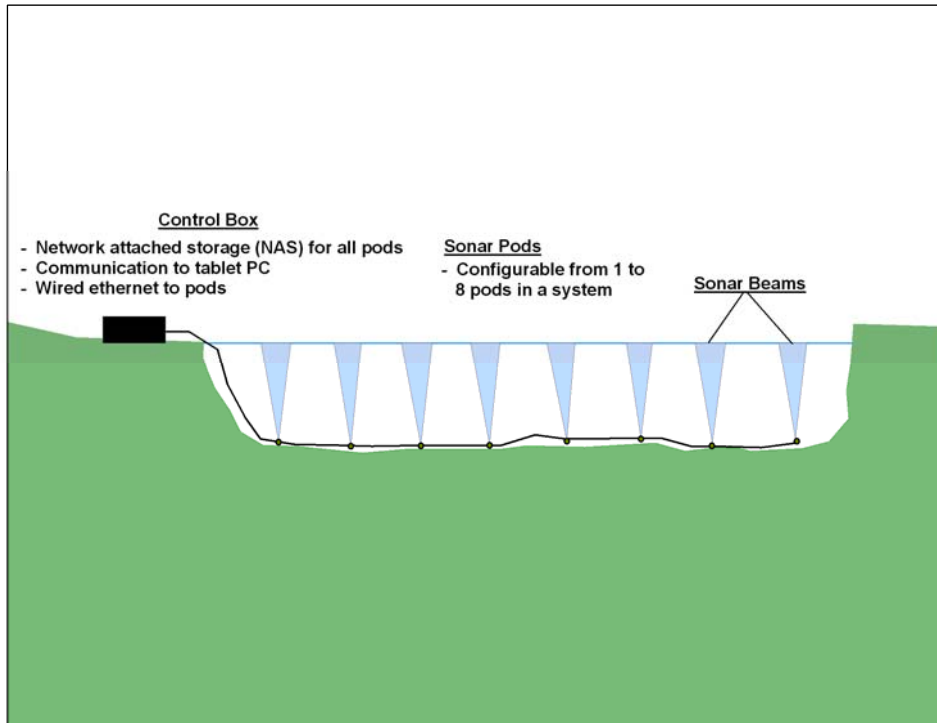 Control Box
- Network attached storage (NAS) for all pods
- Communication to tablet PC
- Wired ethernet to pods
Sonar Pods
- Configurable from 1 to
8 pods in a system
Sonar Beams